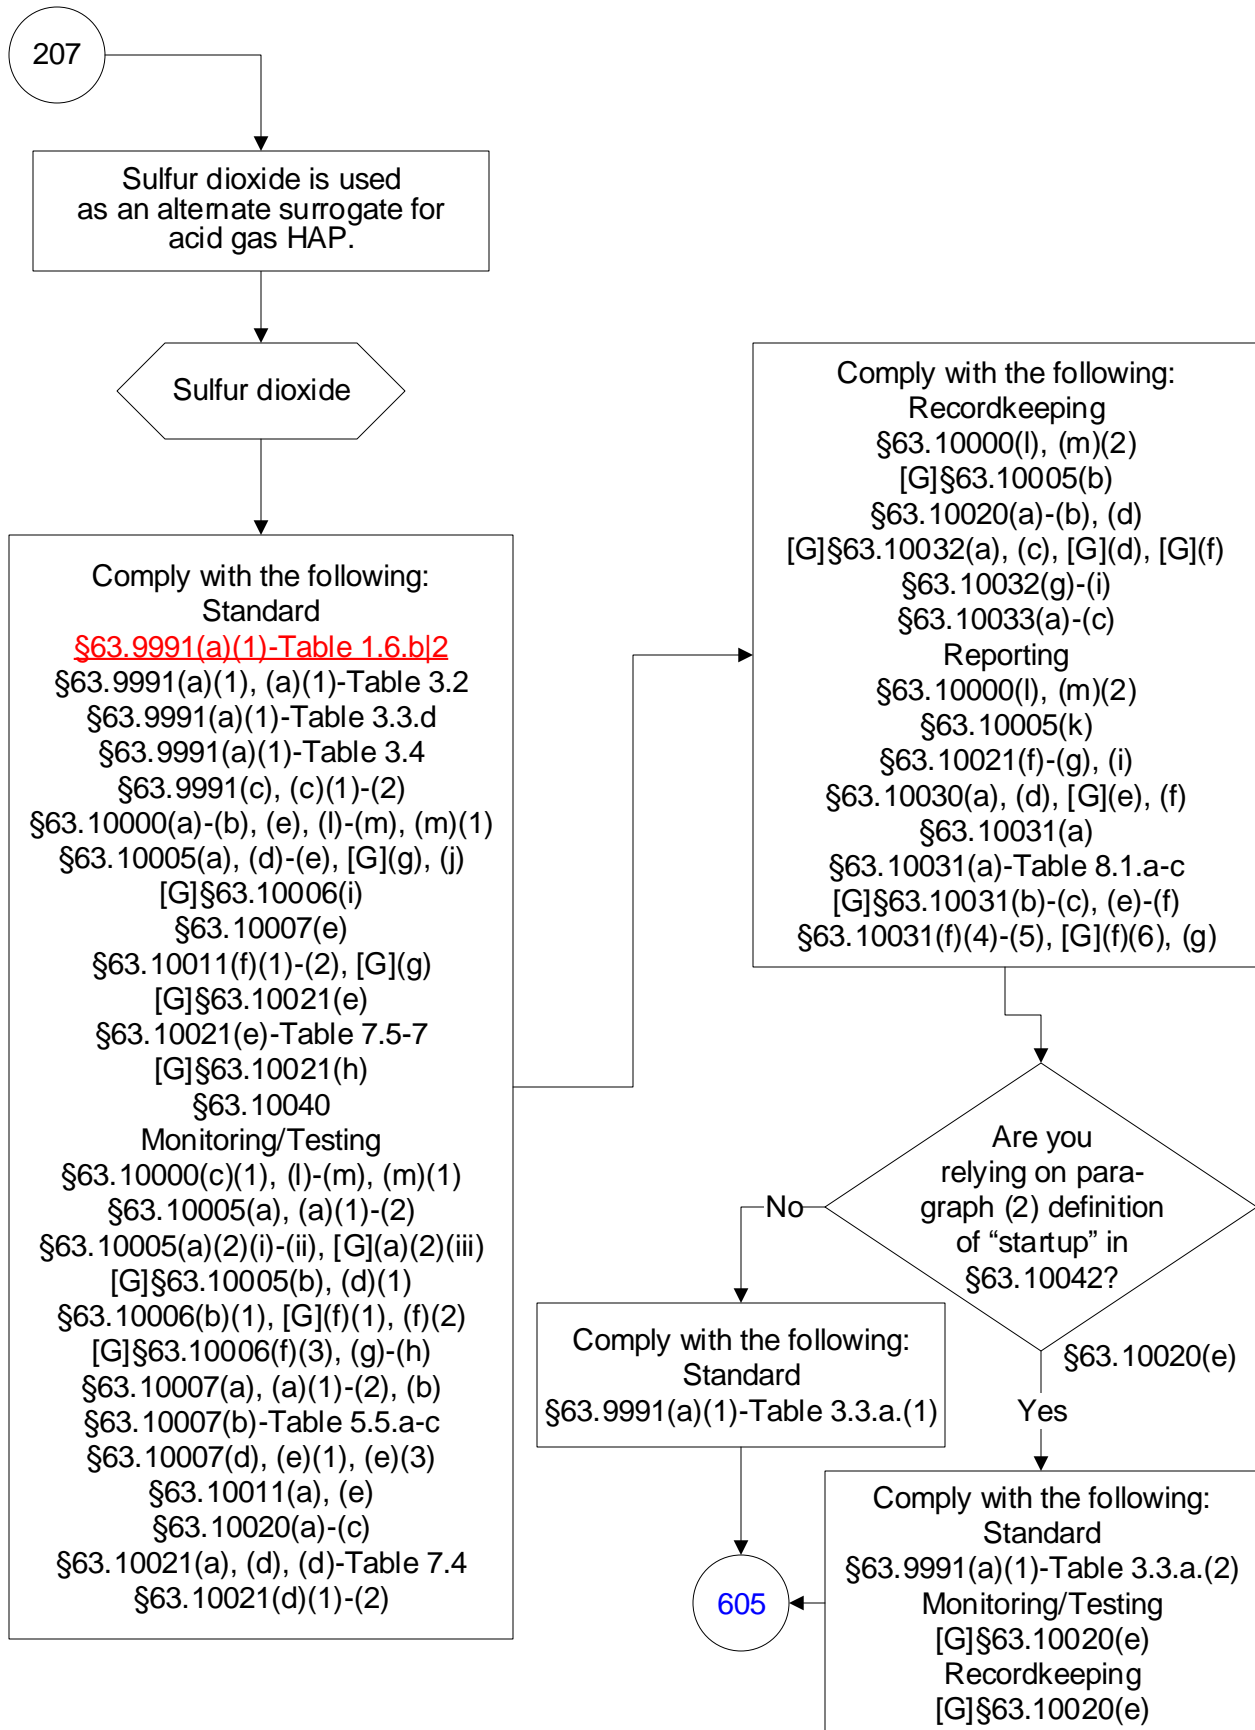 207
Sulfur dioxide is used
as an alternate surrogate for
acid gas HAP.
Sulfur dioxide
Comply with the following:
Standard
§63.9991(a)(1)-Table 1.6.b|2
§63.9991(a)(1), (a)(1)-Table 3.2
§63.9991(a)(1)-Table 3.3.d
§63.9991(a)(1)-Table 3.4
§63.9991(c), (c)(1)-(2)
§63.10000(a)-(b), (e), (l)-(m), (m)(1)
§63.10005(a), (d)-(e), [G](g), (j)
[G]§63.10006(i)
§63.10007(e)
§63.10011(f)(1)-(2), [G](g)
[G]§63.10021(e)
§63.10021(e)-Table 7.5-7
[G]§63.10021(h)
§63.10040
Monitoring/Testing
§63.10000(c)(1), (l)-(m), (m)(1)
§63.10005(a), (a)(1)-(2)
§63.10005(a)(2)(i)-(ii), [G](a)(2)(iii)
[G]§63.10005(b), (d)(1)
§63.10006(b)(1), [G](f)(1), (f)(2)
[G]§63.10006(f)(3), (g)-(h)
§63.10007(a), (a)(1)-(2), (b)
§63.10007(b)-Table 5.5.a-c
§63.10007(d), (e)(1), (e)(3)
§63.10011(a), (e)
§63.10020(a)-(c)
§63.10021(a), (d), (d)-Table 7.4
§63.10021(d)(1)-(2)
Comply with the following:
Recordkeeping
§63.10000(l), (m)(2)
[G]§63.10005(b)
§63.10020(a)-(b), (d)
[G]§63.10032(a), (c), [G](d), [G](f)
§63.10032(g)-(i)
§63.10033(a)-(c)
Reporting
§63.10000(l), (m)(2)
§63.10005(k)
§63.10021(f)-(g), (i)
§63.10030(a), (d), [G](e), (f)
§63.10031(a)
§63.10031(a)-Table 8.1.a-c
[G]§63.10031(b)-(c), (e)-(f)
§63.10031(f)(4)-(5), [G](f)(6), (g)
Are you
relying on para-
graph (2) definition
of “startup” in
§63.10042?
No
§63.10020(e)
Yes
Comply with the following:
Standard
§63.9991(a)(1)-Table 3.3.a.(1)
Comply with the following:
Standard
§63.9991(a)(1)-Table 3.3.a.(2)
Monitoring/Testing
[G]§63.10020(e)
Recordkeeping
[G]§63.10020(e)
605